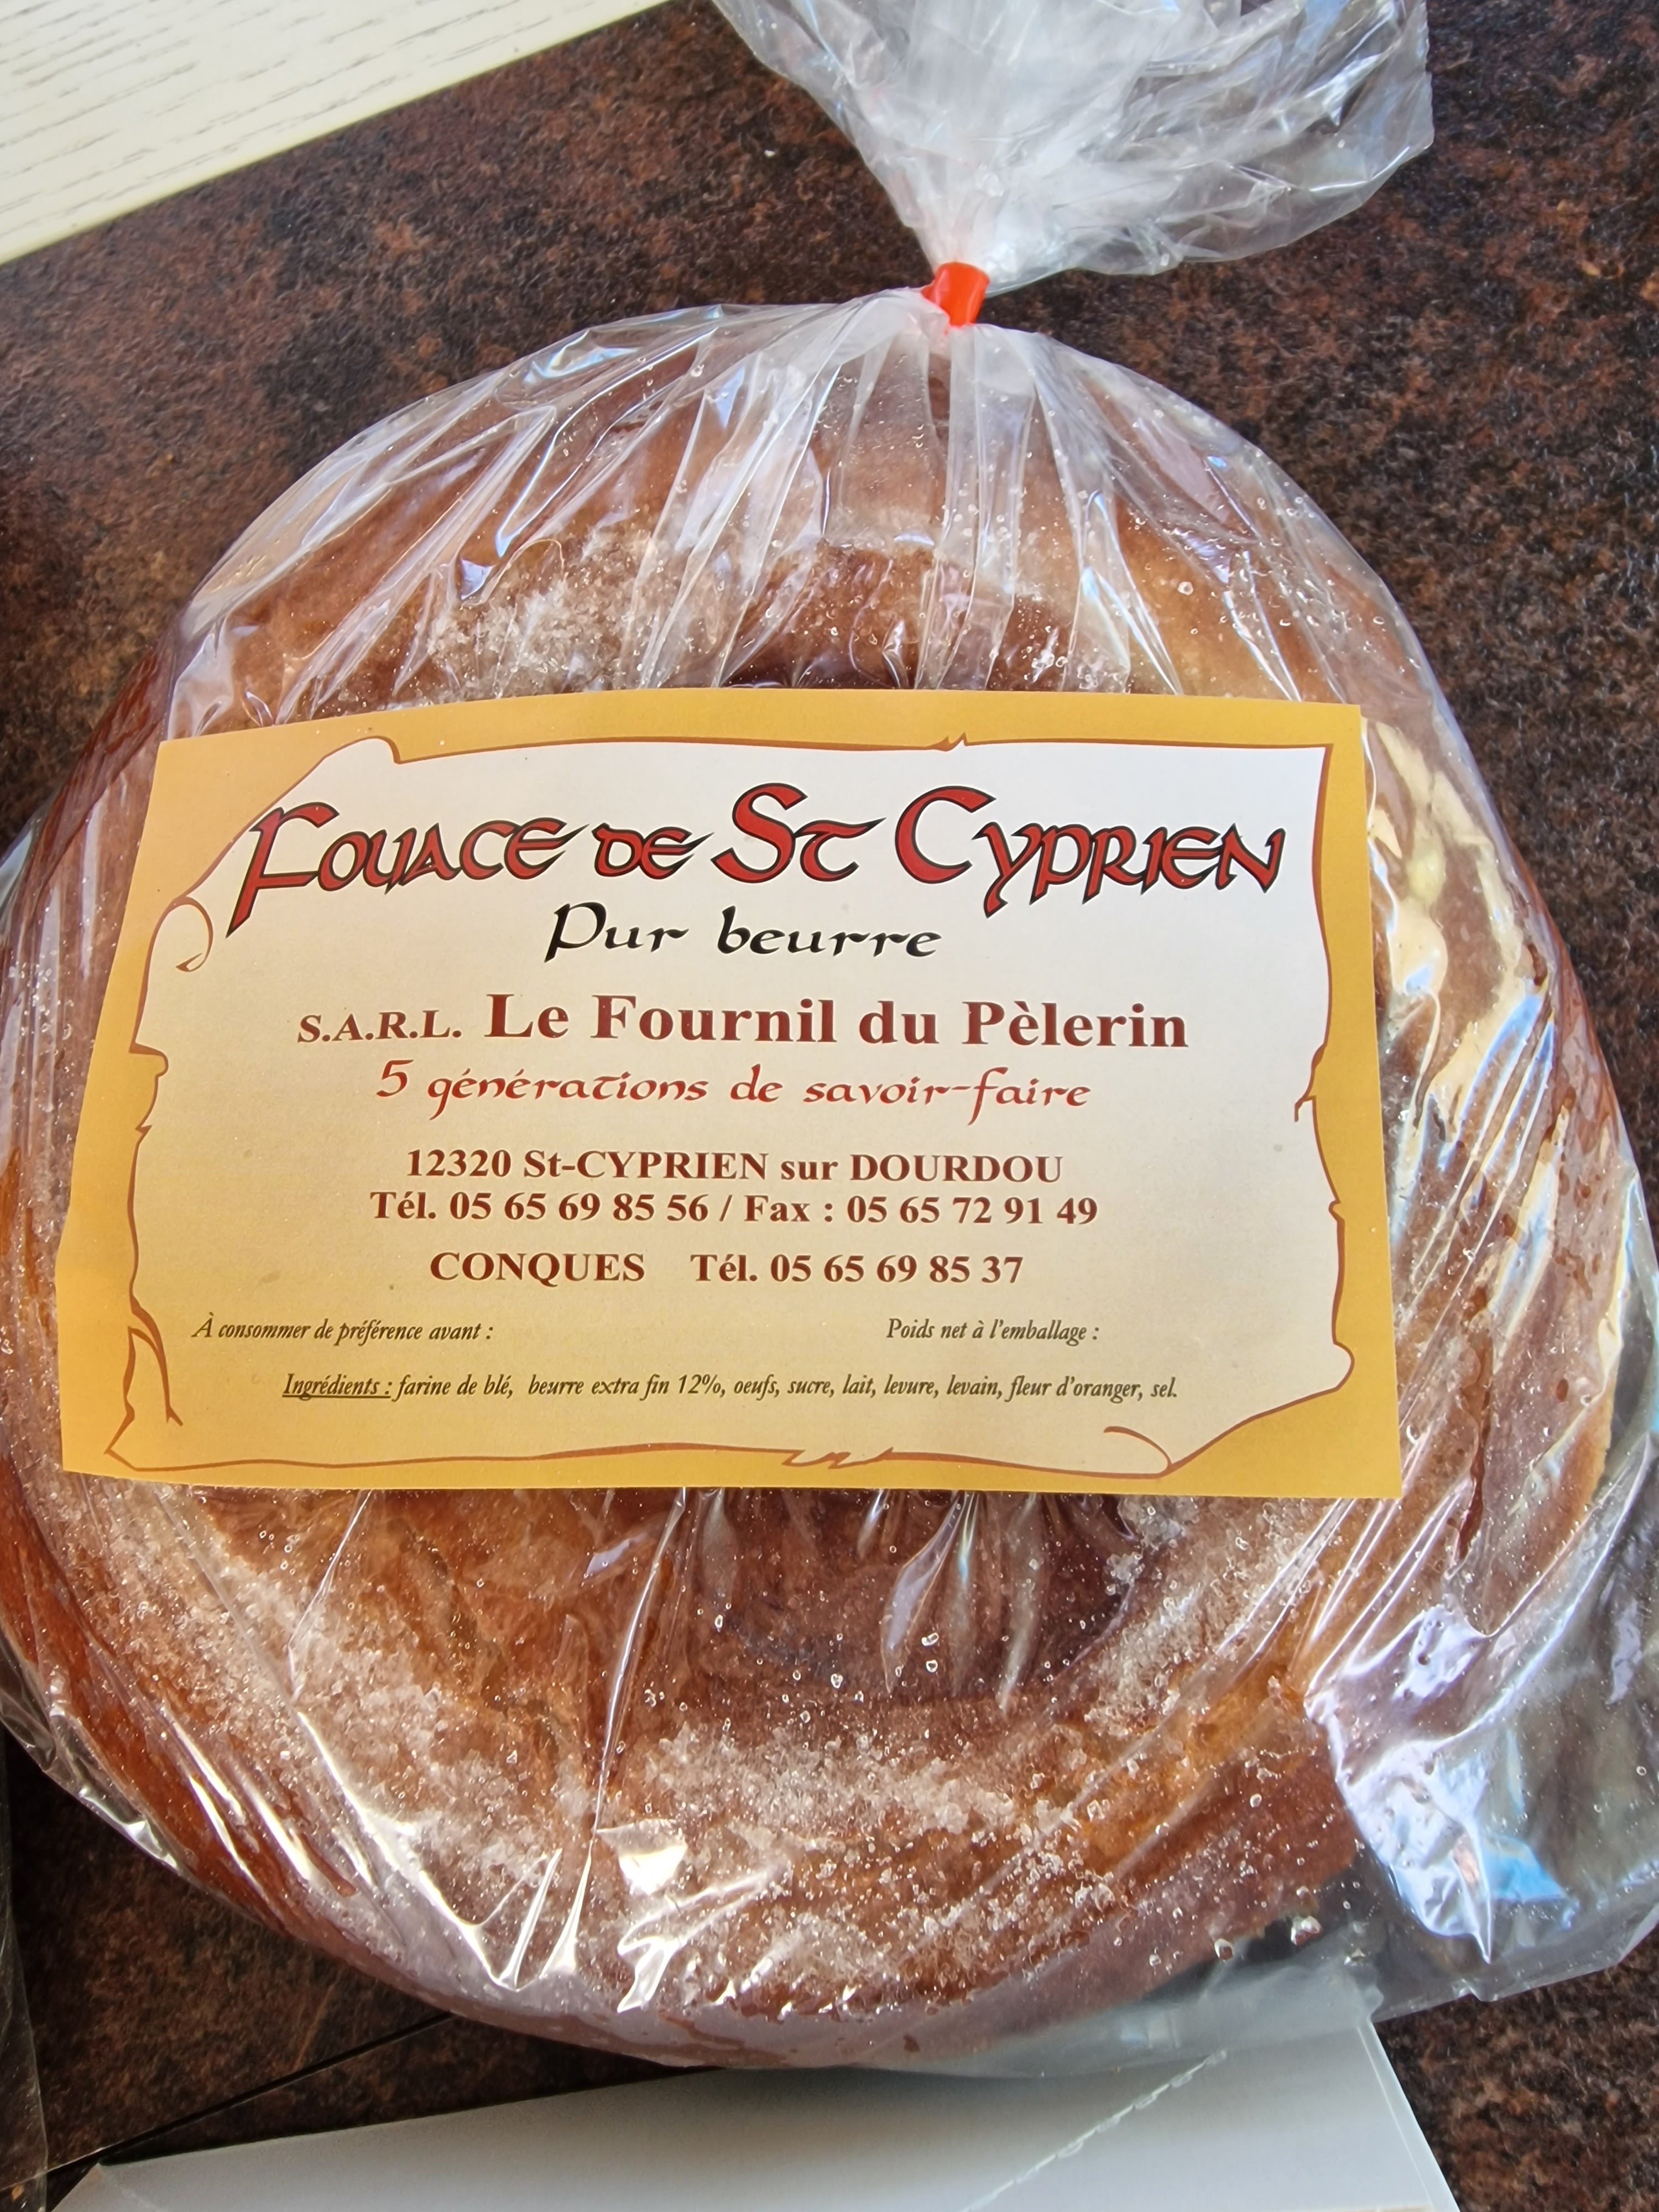 Fouace de St Cyprien
Pur beurre
S.A.R.L. Le Fournil du Pèlerin
5 générations de savoir-faire
12320 St-CYPRIEN sur DOURDOU
Tél. 05 65 69 85 56 / Fax : 05 65 72 91 49
CONQUES Tél. 05 65 69 85 37
À consommer de préférence avant : Poids net à l'emballage :
Ingrédients : farine de blé, beurre extra fin 12%, oeufs, sucre, lait, levure, levain, fleur d'oranger, sel.